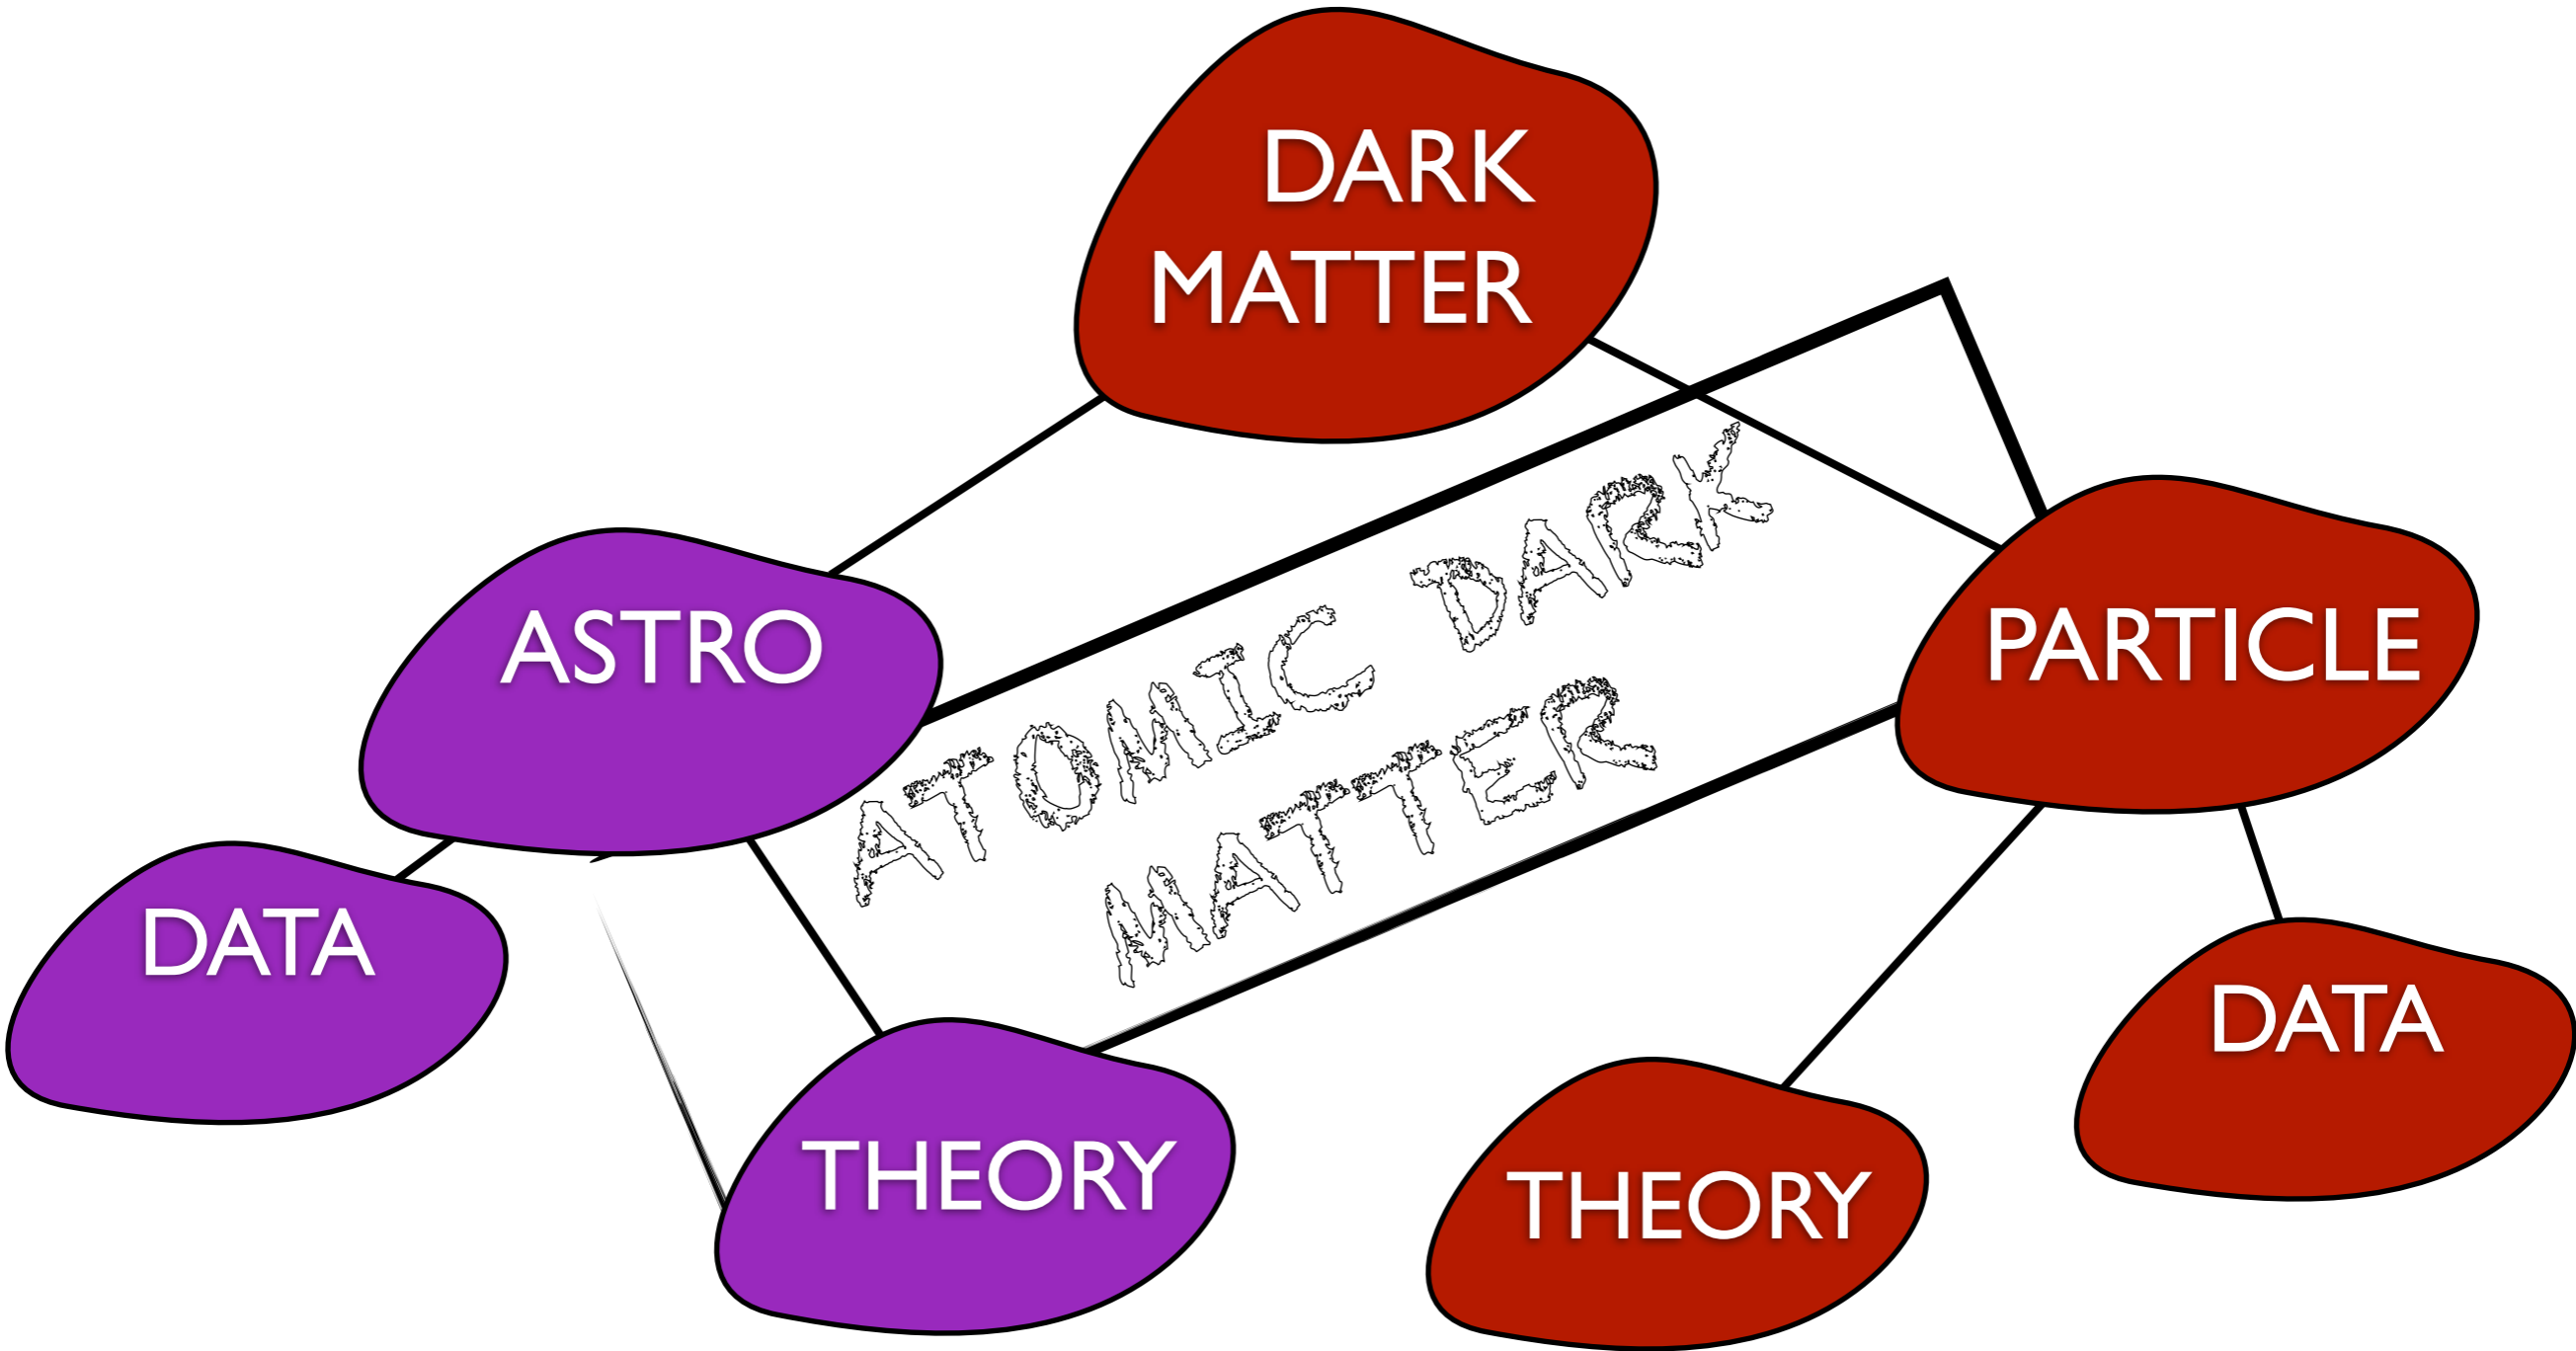 DARK
MATTER
ATOMIC DARK
MATTER
ASTRO
PARTICLE
DATA
DATA
THEORY
THEORY